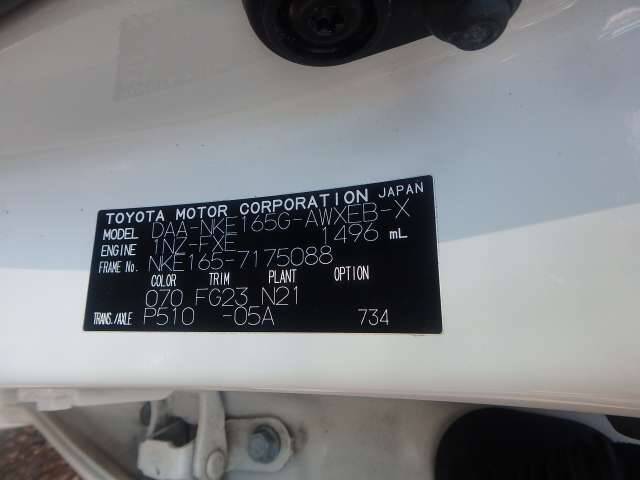 TOYOTA MOTOR CORPORATION JAPAN
MODEL DAA-NKE165G-AWXEB-X
ENGINE 1NZ-FXE 1496 mL
FRAME No. NKE165-7175088
COLOR TRIM PLANT OPTION
070 FG23 N21
TRANS./AXLE P510 -05A 734